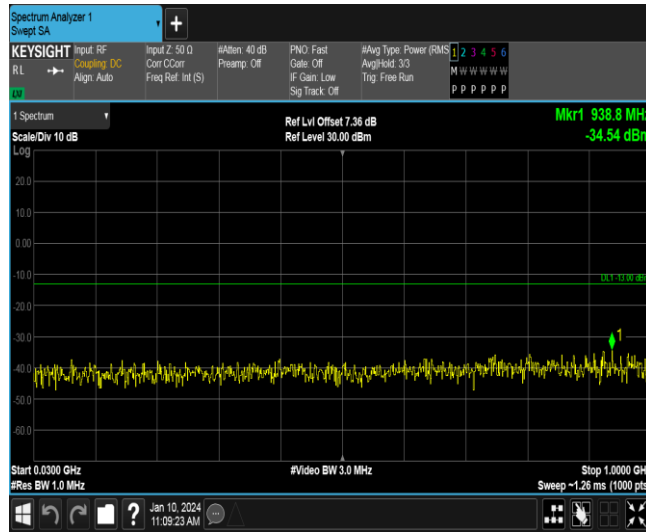 Spectrum Analyzer 1
Swept SA
+
KEYSIGHT
RL
LXI
Input: RF
Coupling: DC
Align: Auto
Input Z: 50 Ω
Corr CCorr
Freq Ref: Int (S)
#Atten: 40 dB
Preamp: Off
PNO: Fast
Gate: Off
IF Gain: Low
Sig Track: Off
#Avg Type: Power (RMS
Avg|Hold: 3/3
Trig: Free Run
1 2 3 4 5 6
M W W W W W
P P P P P P
1 Spectrum
Scale/Div 10 dB
Log
Ref Lvl Offset 7.36 dB
Ref Level 30.00 dBm
Mkr1 938.8 MHz
-34.54 dBm
20.0
10.0
0.00
-10.0
DL1 -13.00 dBm
-20.0
-30.0
1
-40.0
-50.0
-60.0
Start 0.0300 GHz
#Res BW 1.0 MHz
#Video BW 3.0 MHz
Stop 1.0000 GHz
Sweep ~1.26 ms (1000 pts)
?
Jan 10, 2024
11:09:23 AM